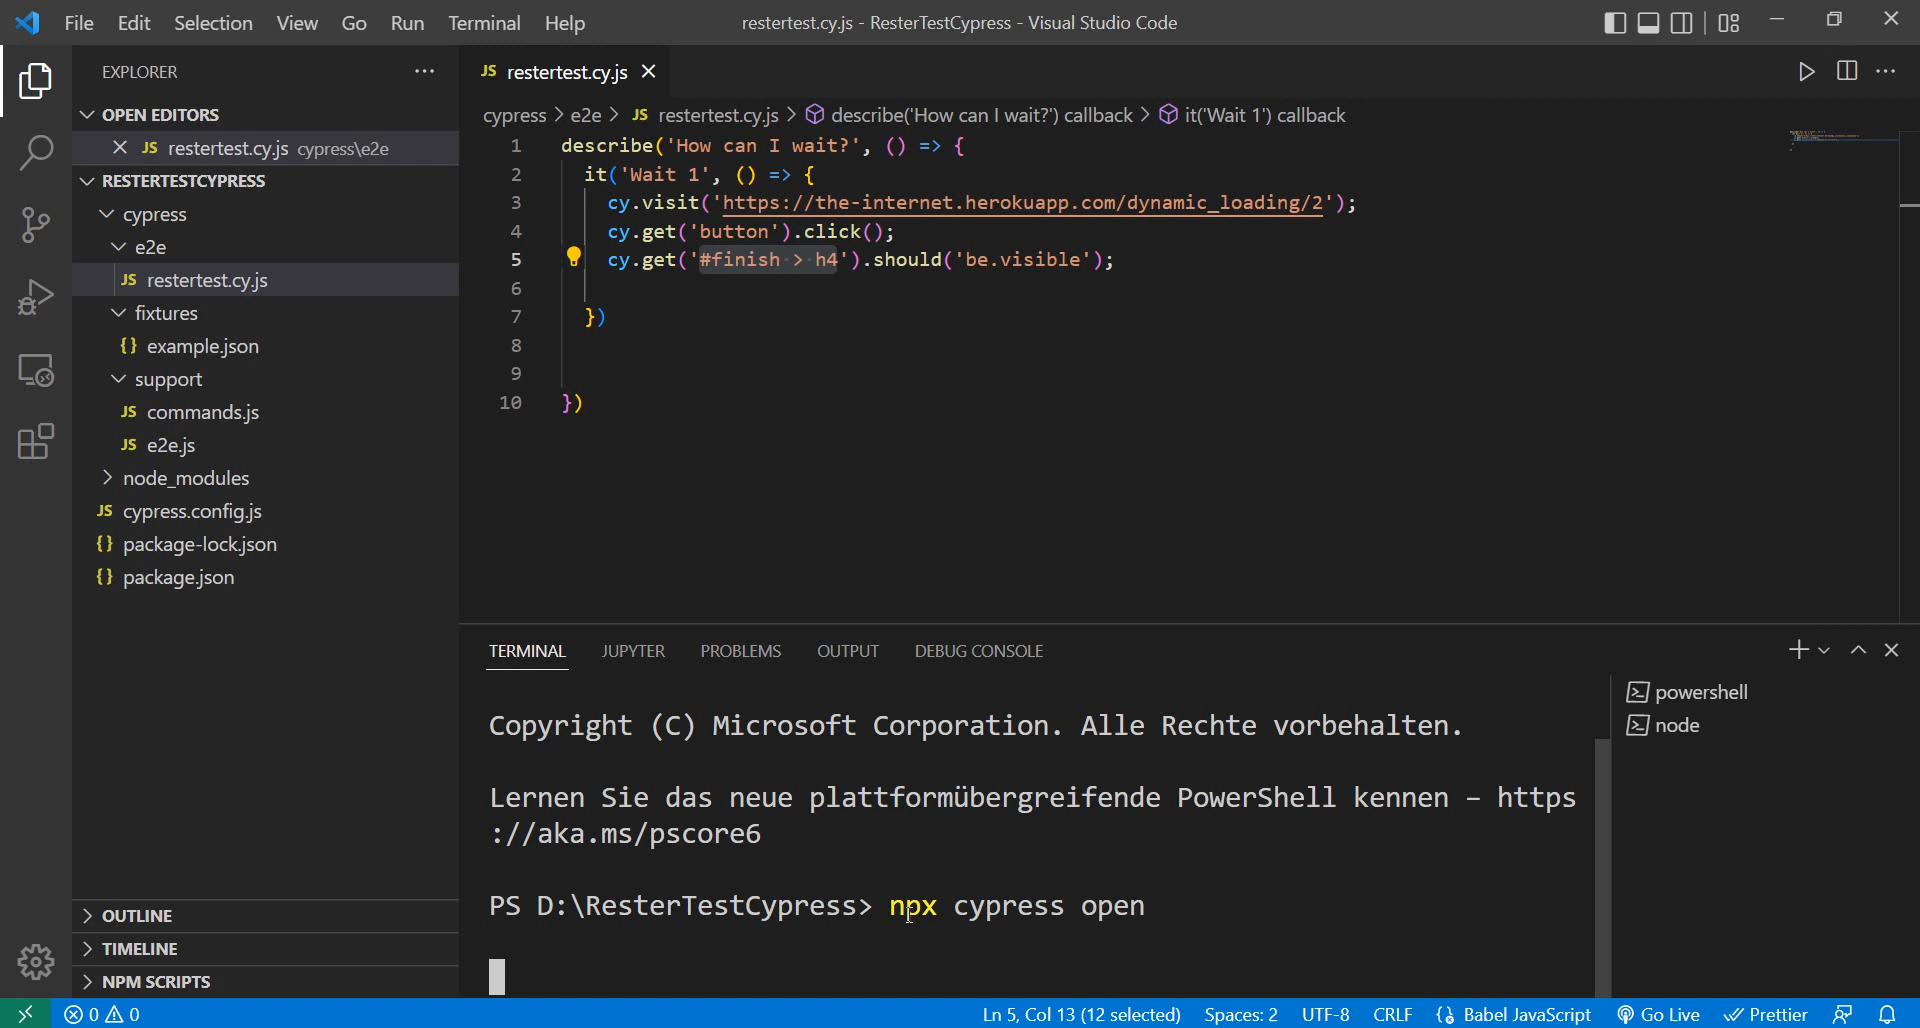 File Edit Selection View Go Run Terminal Help
restertest.cy.js - ResterTestCypress - Visual Studio Code
EXPLORER
OPEN EDITORS
JS restertest.cy.js cypress\e2e
RESTERTESTCYPRESS
cypress
e2e
JS restertest.cy.js
fixtures
{} example.json
support
JS commands.js
JS e2e.js
node_modules
JS cypress.config.js
{} package-lock.json
{} package.json
OUTLINE
TIMELINE
NPM SCRIPTS
JS restertest.cy.js
cypress > e2e > JS restertest.cy.js > describe('How can I wait?') callback > it('Wait 1') callback
1 describe('How can I wait?', () => {
2 it('Wait 1', () => {
3 cy.visit('https://the-internet.herokuapp.com/dynamic_loading/2');
4 cy.get('button').click();
5 cy.get('#finish > h4').should('be.visible');
6
7 })
8
9
10 })
TERMINAL JUPYTER PROBLEMS OUTPUT DEBUG CONSOLE
Copyright (C) Microsoft Corporation. Alle Rechte vorbehalten.
Lernen Sie das neue plattformübergreifende PowerShell kennen – https
://aka.ms/pscore6
PS D:\ResterTestCypress> npx cypress open
powershell
node
0 0
Ln 5, Col 13 (12 selected) Spaces: 2 UTF-8 CRLF Babel JavaScript Go Live Prettier